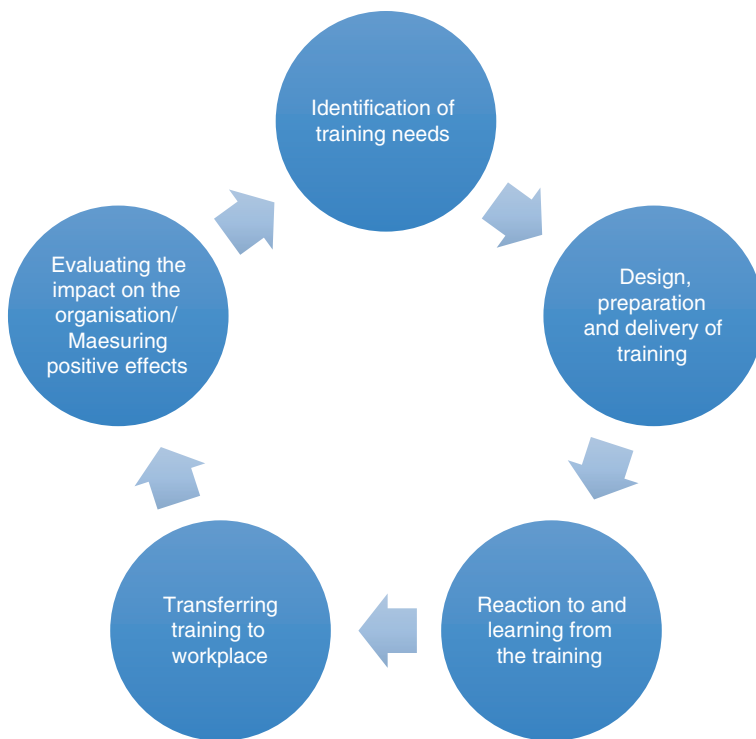 Identification of
training needs
Design,
preparation
and delivery of
training
Reaction to and
learning from
the training
Transferring
training to
workplace
Evaluating the
impact on the
organisation/
Maesuring
positive effects